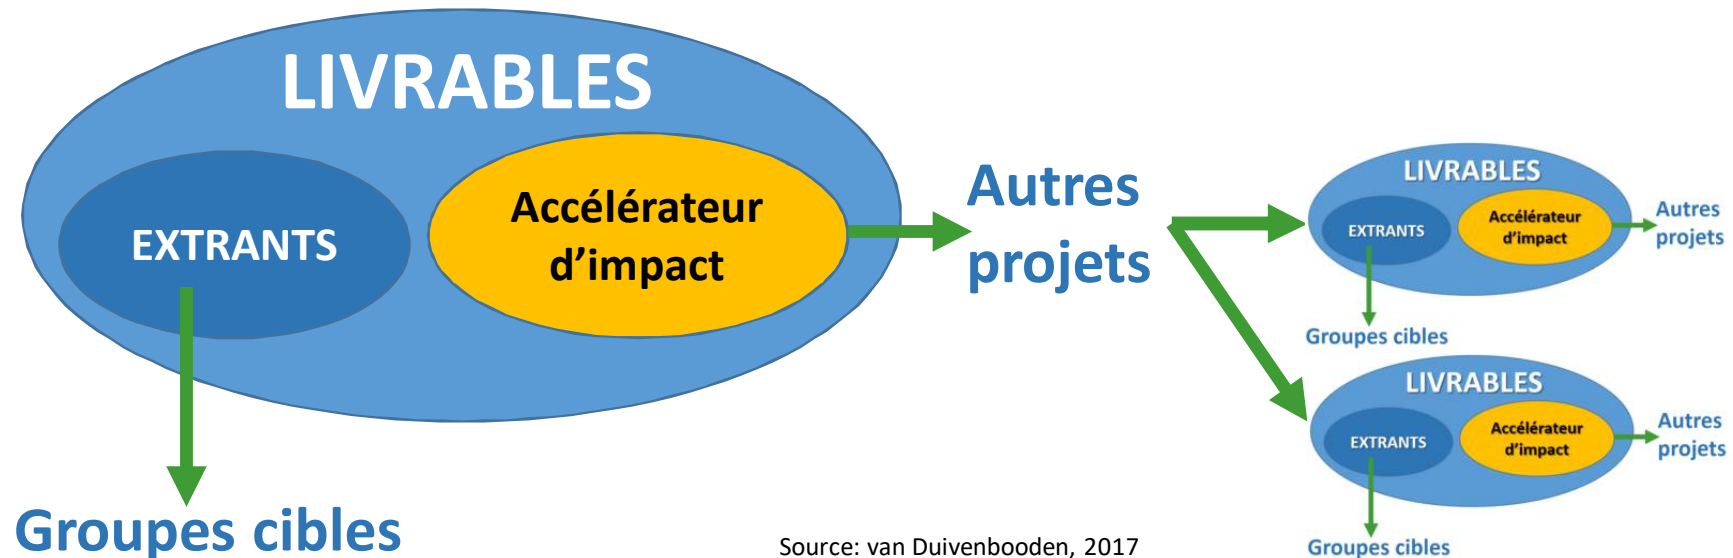 LIVRABLES
EXTRANTS
Accélérateur
d’impact
Autres
projets
Groupes cibles
LIVRABLES
EXTRANTS
Accélérateur
d’impact
Autres
projets
Groupes cibles
LIVRABLES
EXTRANTS
Accélérateur
d’impact
Autres
projets
Groupes cibles
Source: van Duivenbooden, 2017